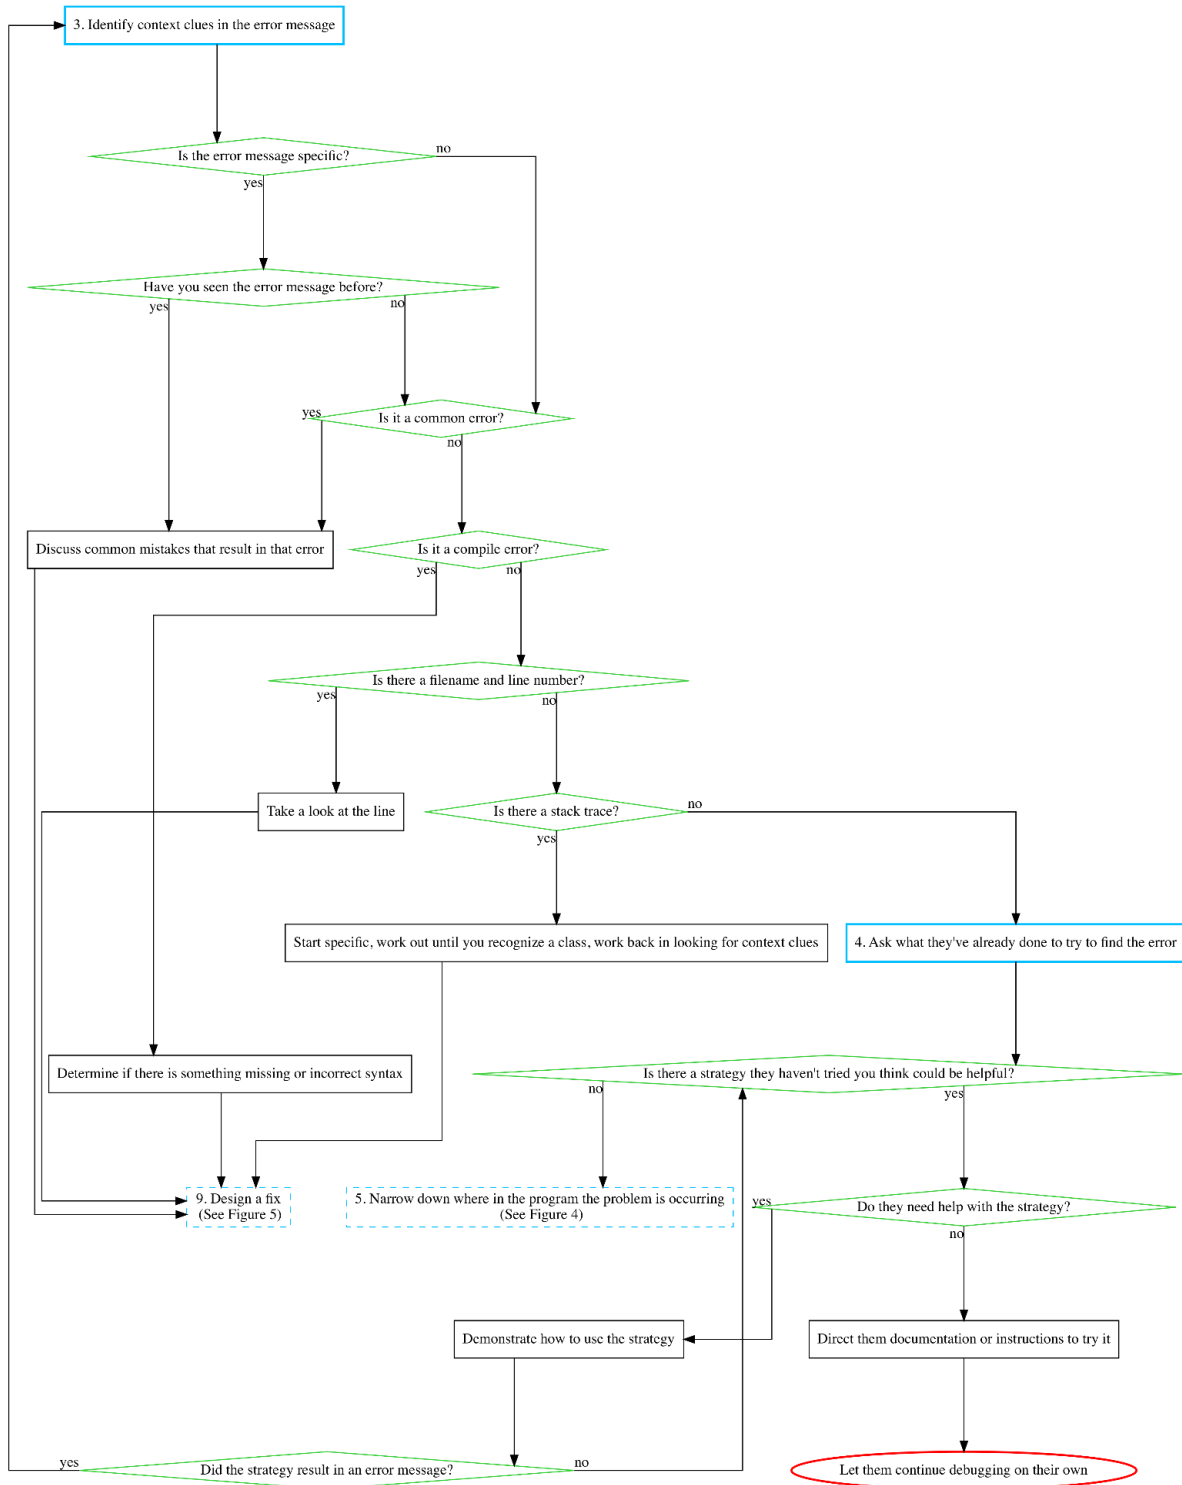 3. Identify context clues in the error message
Is the error message specific?
no
yes
Have you seen the error message before?
yes
no
Is it a common error?
yes
no
Discuss common mistakes that result in that error
Is it a compile error?
yes
no
Is there a filename and line number?
yes
no
Take a look at the line
Is there a stack trace?
no
yes
Start specific, work out until you recognize a class, work back in looking for context clues
4. Ask what they've already done to try to find the error
Determine if there is something missing or incorrect syntax
Is there a strategy they haven't tried you think could be helpful?
no
yes
9. Design a fix
(See Figure 5)
5. Narrow down where in the program the problem is occurring
(See Figure 4)
yes
Do they need help with the strategy?
no
Demonstrate how to use the strategy
Direct them documentation or instructions to try it
yes
Did the strategy result in an error message?
no
Let them continue debugging on their own